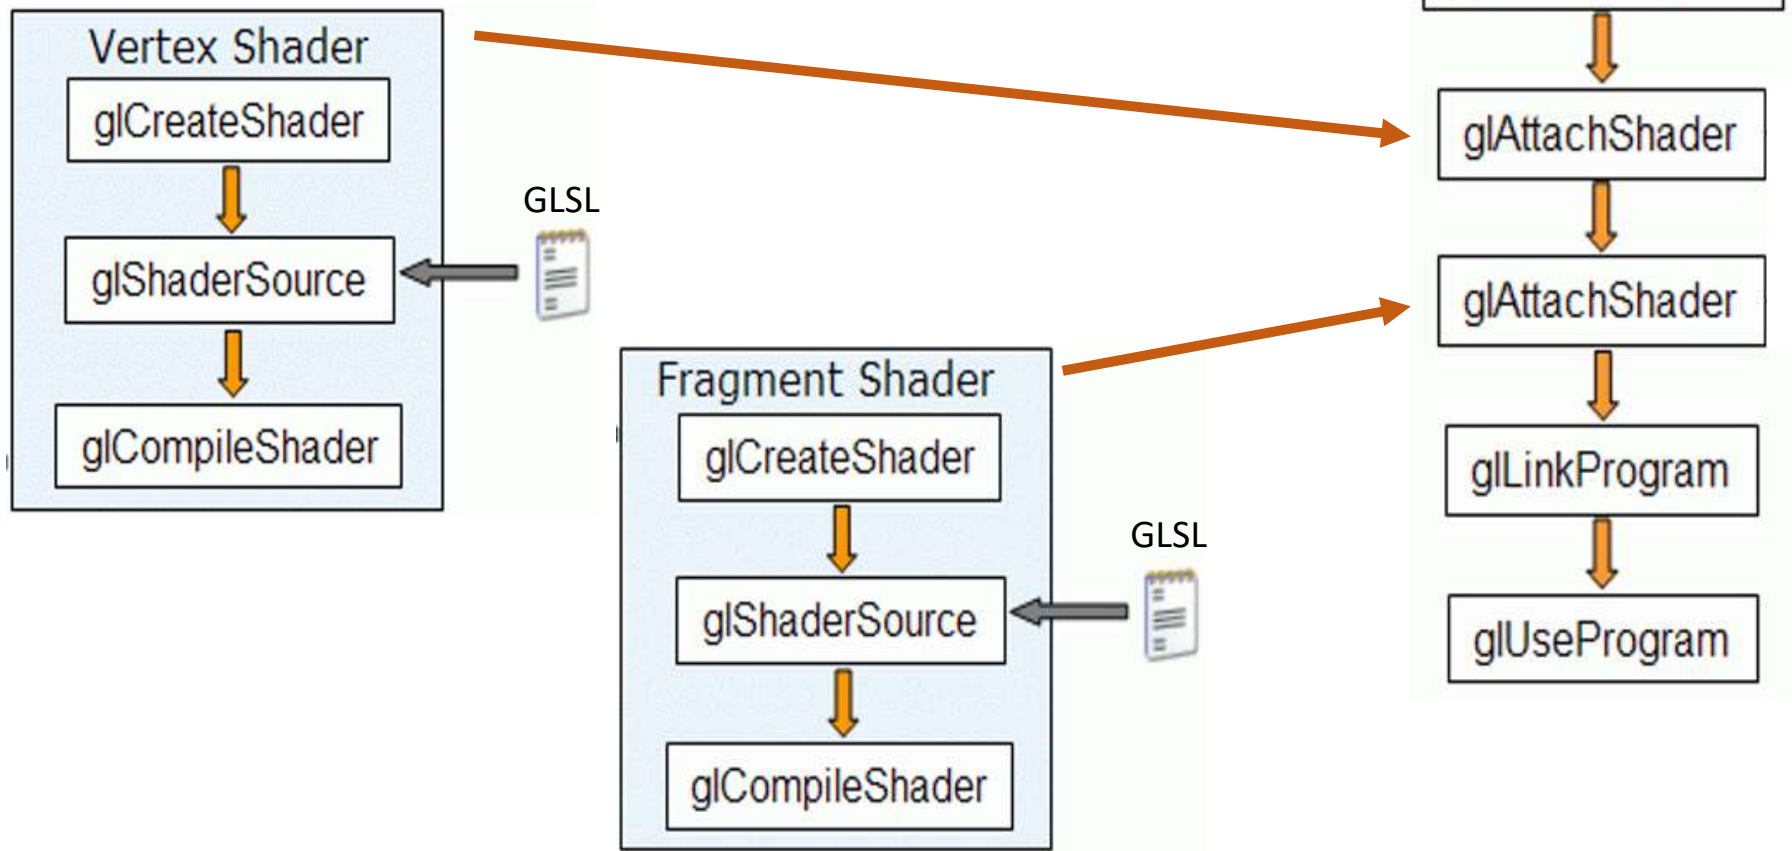 Vertex Shader
glCreateShader
GLSL
glShaderSource
glCompileShader
Fragment Shader
glCreateShader
GLSL
glShaderSource
glCompileShader
glAttachShader
glAttachShader
glLinkProgram
glUseProgram